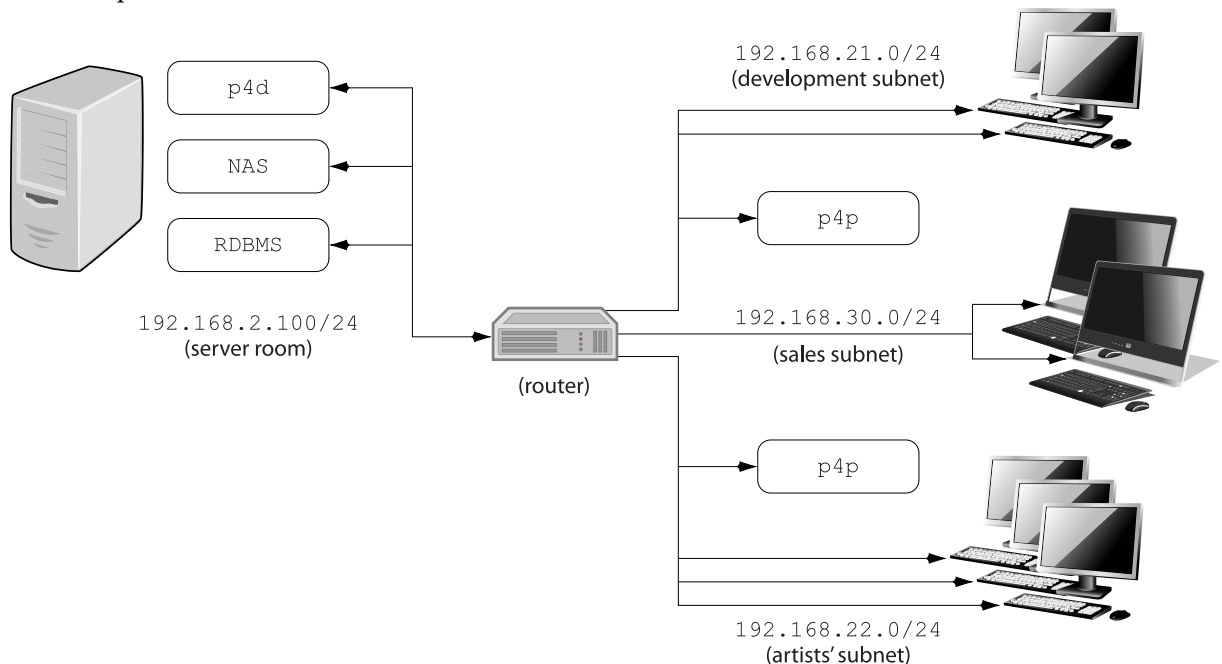 192.168.21.0/24
(development subnet)
p4d
NAS
RDBMS
p4p
192.168.2.100/24
(server room)
192.168.30.0/24
(sales subnet)
(router)
p4p
192.168.22.0/24
(artists' subnet)